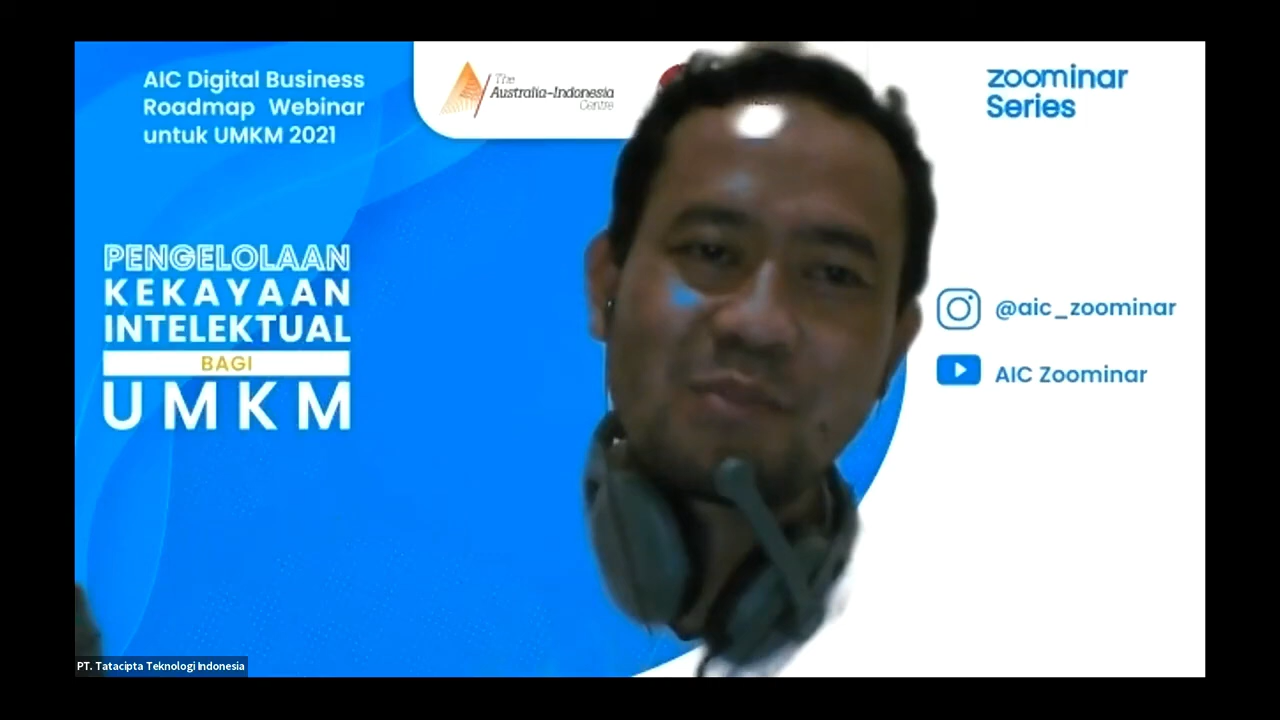 AIC Digital Business
Roadmap Webinar
untuk UMKM 2021
The
Australia-Indonesia
Centre
zoominar
Series
PENGELOLAAN
KEKAYAAN
INTELEKTUAL
BAGI
UMKM
@aic_zoominar
AIC Zoominar
PT. Tatacipta Teknologi Indonesia